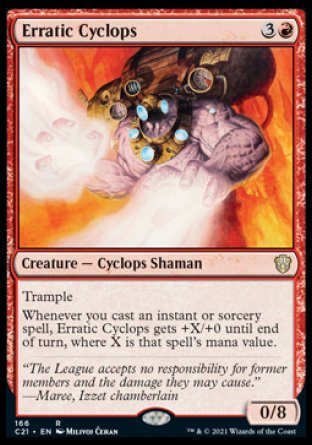 Erratic Cyclops 3
Creature — Cyclops Shaman
Trample
Whenever you cast an instant or sorcery
spell, Erratic Cyclops gets +X/+0 until end
of turn, where X is that spell's mana value.
“The League accepts no responsibility for former
members and the damage they may cause.”
—Maree, Izzet chamberlain
0/8
166 R
C21 • EN Milivoj Ćeran ™ & © 2021 Wizards of the Coast